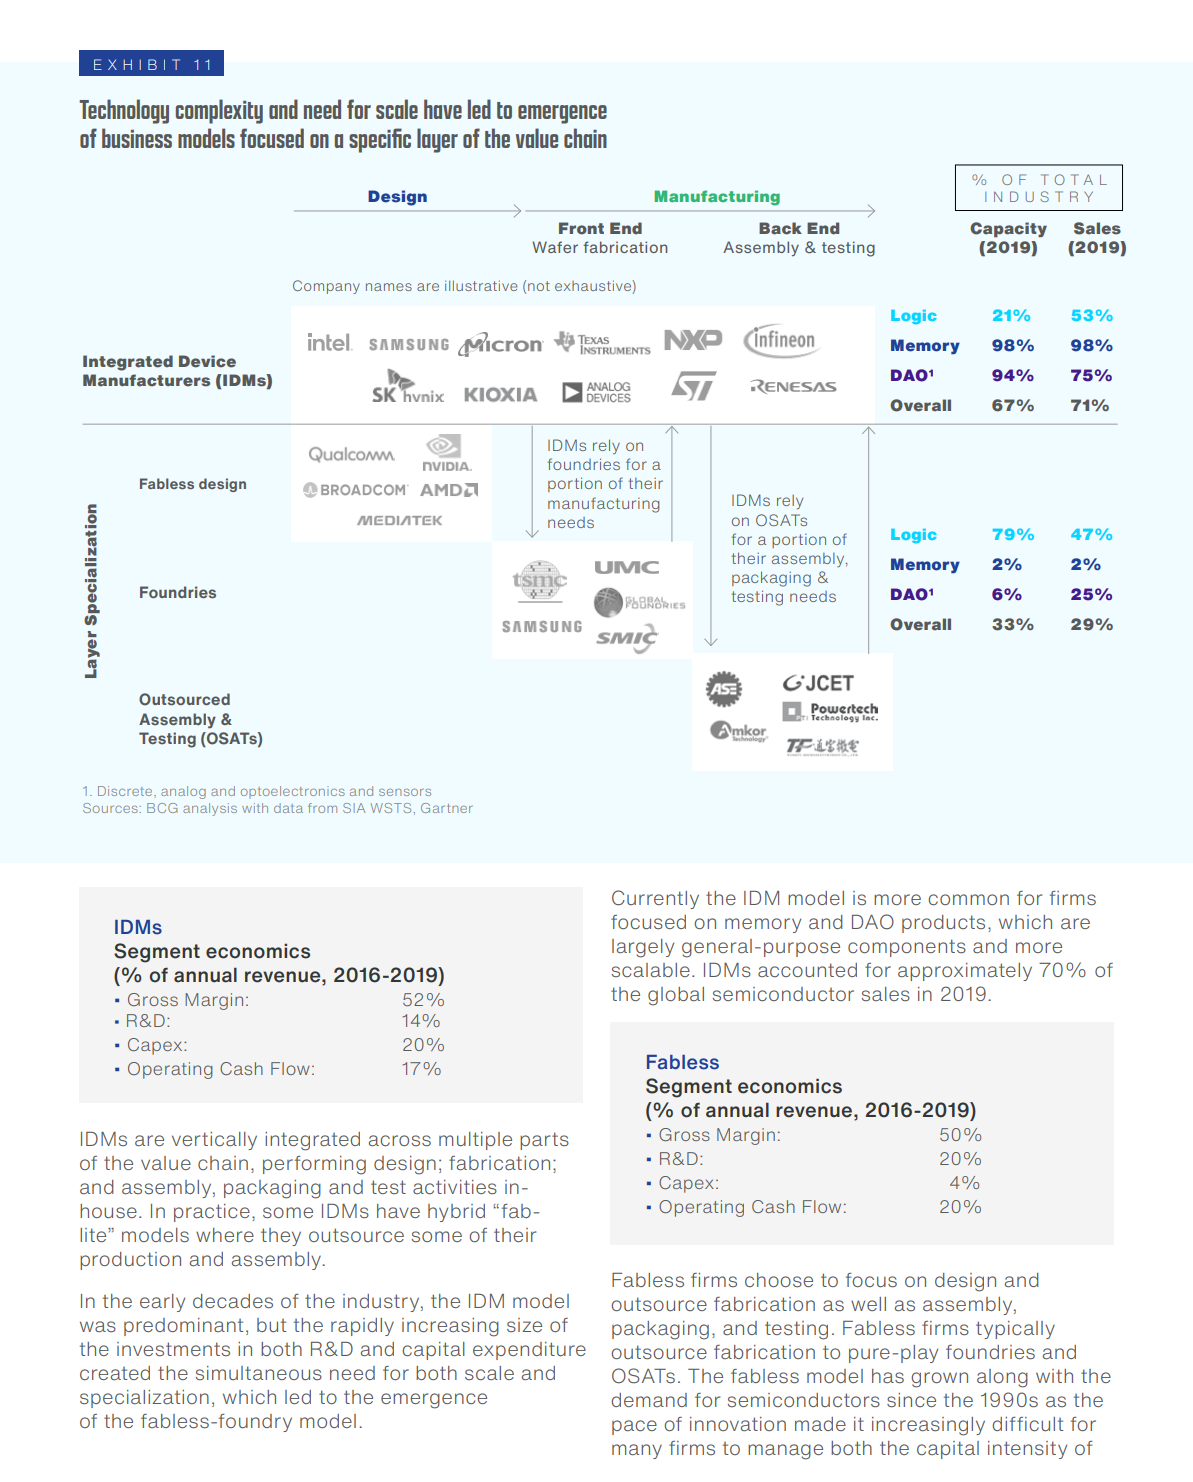 EXHIBIT 11
Technology complexity and need for scale have led to emergence
of business models focused on a specific layer of the value chain
% OF TOTAL
INDUSTRY
Design
Manufacturing
Front End
Wafer fabrication
Back End
Assembly & testing
Capacity
(2019)
Sales
(2019)
Company names are illustrative (not exhaustive)
Integrated Device
Manufacturers (IDMs)
intel.
SAMSUNG
Micron
TEXAS
INSTRUMENTS
NXP
infineon
SK hynix
KIOXIA
ANALOG
DEVICES
ST
RENESAS
Logic 21% 53%
Memory 98% 98%
DAO¹ 94% 75%
Overall 67% 71%
Layer Specialization
Fabless design
Qualcomm
NVIDIA.
BROADCOM
AMD
MEDIATEK
IDMs rely on
foundries for a
portion of their
manufacturing
needs
IDMs rely
on OSATs
for a portion of
their assembly,
packaging &
testing needs
Foundries
tsmc
UMC
GLOBAL
FOUNDRIES
SAMSUNG
SMIC
Logic 79% 47%
Memory 2% 2%
DAO¹ 6% 25%
Overall 33% 29%
Outsourced
Assembly &
Testing (OSATs)
ASE
JCET
Powertech
Technology Inc.
Amkor
Technology
TF 通富微电
1. Discrete, analog and optoelectronics and sensors
Sources: BCG analysis with data from SIA WSTS, Gartner
IDMs
Segment economics
(% of annual revenue, 2016-2019)
▪ Gross Margin: 52%
▪ R&D: 14%
▪ Capex: 20%
▪ Operating Cash Flow: 17%
IDMs are vertically integrated across multiple parts
of the value chain, performing design; fabrication;
and assembly, packaging and test activities in-
house. In practice, some IDMs have hybrid “fab-
lite” models where they outsource some of their
production and assembly.
In the early decades of the industry, the IDM model
was predominant, but the rapidly increasing size of
the investments in both R&D and capital expenditure
created the simultaneous need for both scale and
specialization, which led to the emergence
of the fabless-foundry model.
Currently the IDM model is more common for firms
focused on memory and DAO products, which are
largely general-purpose components and more
scalable. IDMs accounted for approximately 70% of
the global semiconductor sales in 2019.
Fabless
Segment economics
(% of annual revenue, 2016-2019)
▪ Gross Margin: 50%
▪ R&D: 20%
▪ Capex: 4%
▪ Operating Cash Flow: 20%
Fabless firms choose to focus on design and
outsource fabrication as well as assembly,
packaging, and testing. Fabless firms typically
outsource fabrication to pure-play foundries and
OSATs. The fabless model has grown along with the
demand for semiconductors since the 1990s as the
pace of innovation made it increasingly difficult for
many firms to manage both the capital intensity of